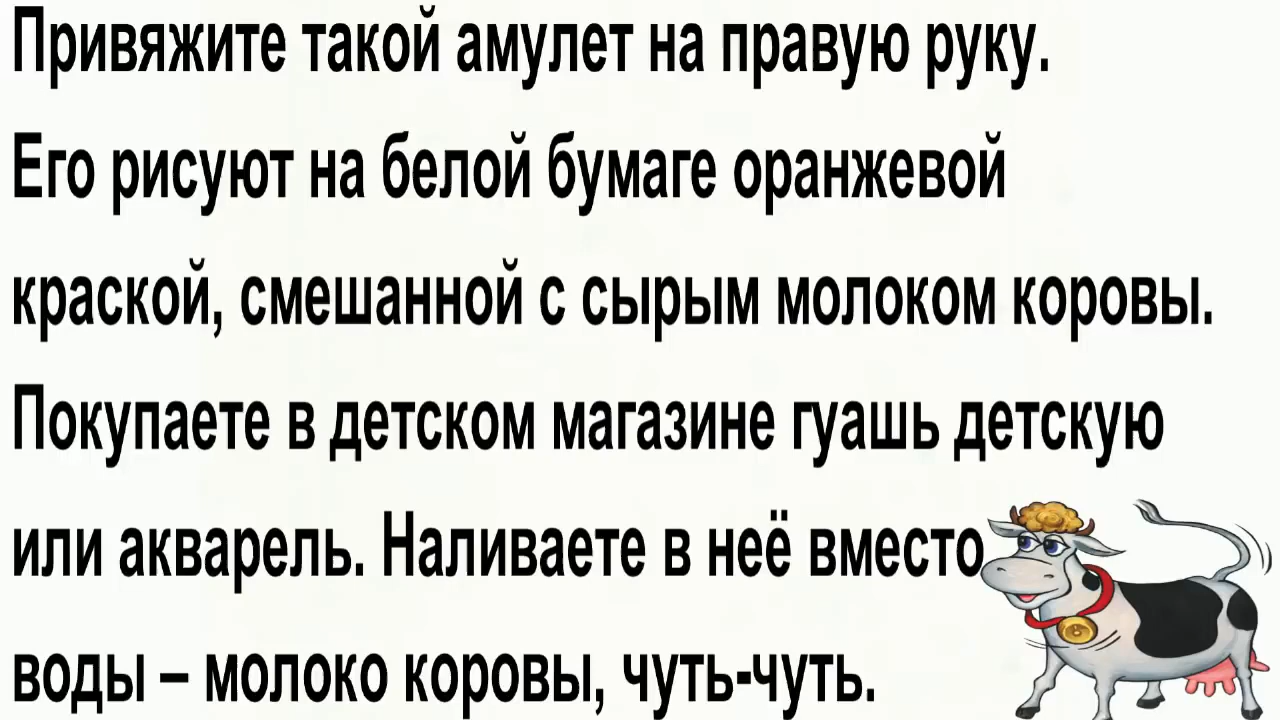 Привяжите такой амулет на правую руку.
Его рисуют на белой бумаге оранжевой
краской, смешанной с сырым молоком коровы.
Покупаете в детском магазине гуашь детскую
или акварель. Наливаете в неё вместо
воды – молоко коровы, чуть-чуть.